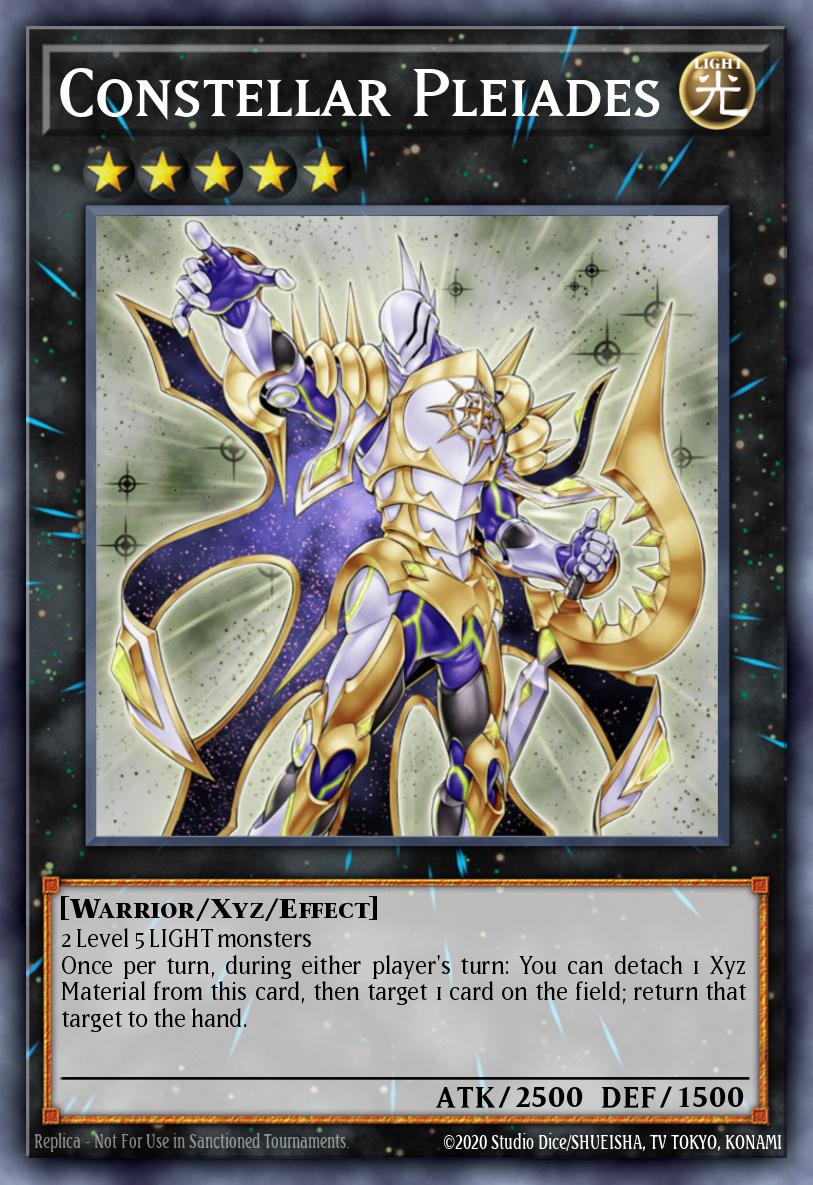 Constellar Pleiades
LIGHT
光
[Warrior/Xyz/Effect]
2 Level 5 LIGHT monsters
Once per turn, during either player's turn: You can detach 1 Xyz
Material from this card, then target 1 card on the field; return that
target to the hand.
ATK/2500 DEF/1500
Replica - Not For Use in Sanctioned Tournaments.
©2020 Studio Dice/SHUEISHA, TV TOKYO, KONAMI